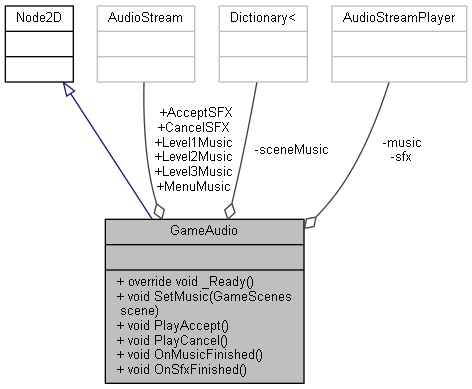 Node2D
AudioStream
Dictionary<
AudioStreamPlayer
+AcceptSFX
+CancelSFX
+Level1Music
+Level2Music
+Level3Music
+MenuMusic
-sceneMusic
-music
-sfx
GameAudio
+ override void _Ready()
+ void SetMusic(GameScenes
scene)
+ void PlayAccept()
+ void PlayCancel()
+ void OnMusicFinished()
+ void OnSfxFinished()